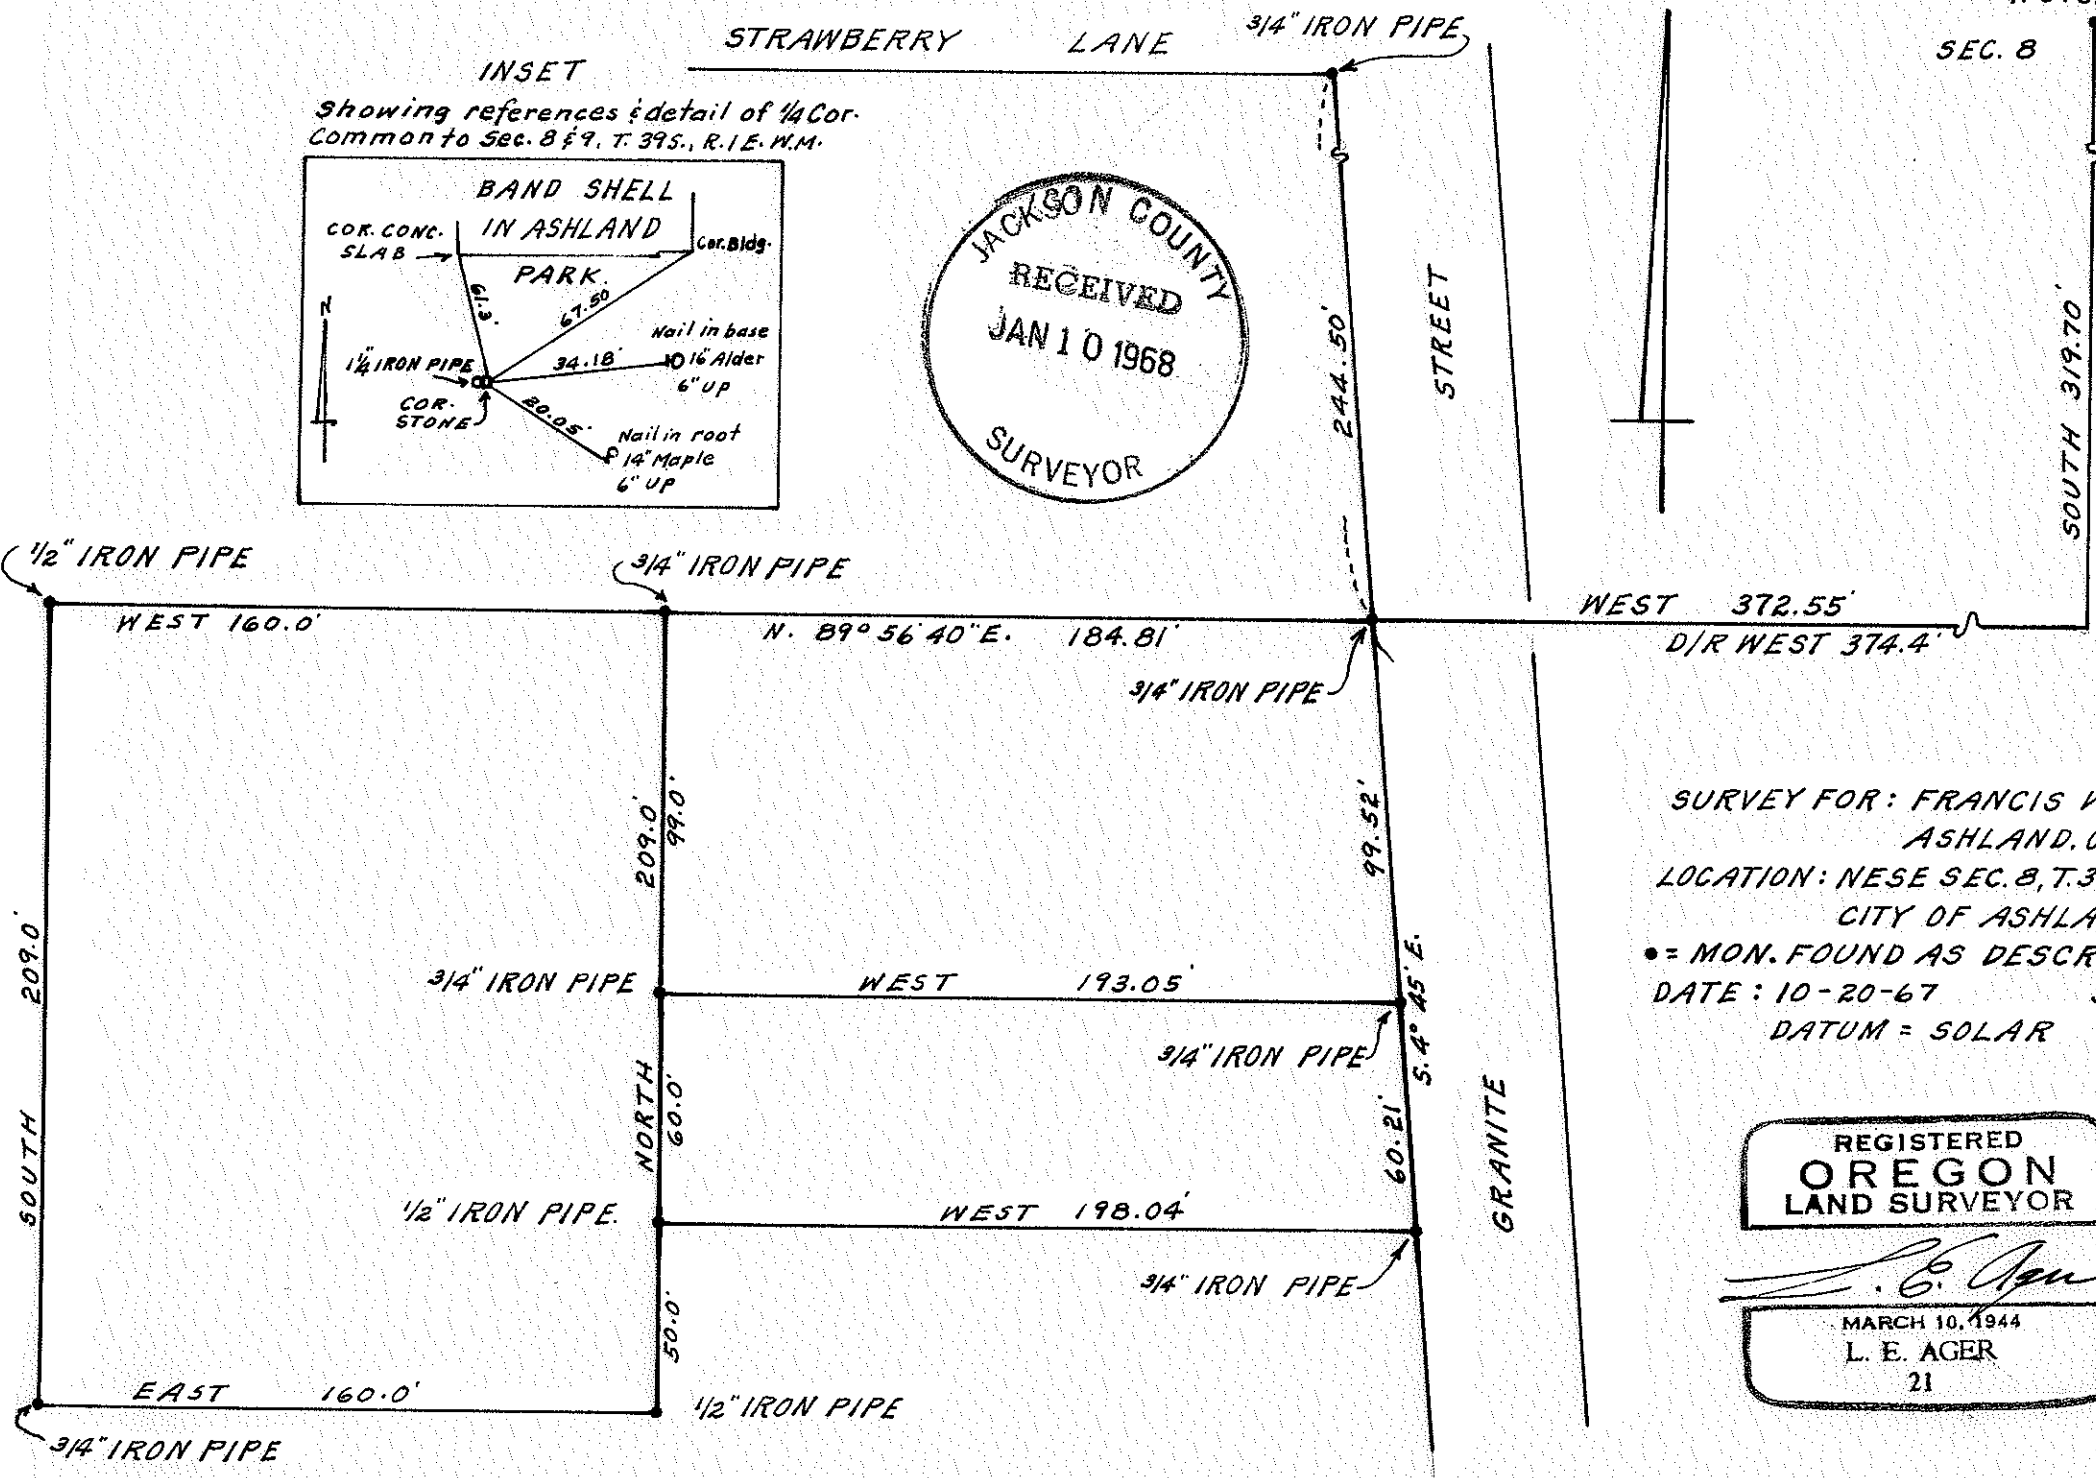 STRAWBERRY LANE
3/4" IRON PIPE
SEC. 8
INSET
Showing references & detail of 1/4 Cor.
Common to Sec. 8 & 9, T. 39S., R. 1 E. W.M.
BAND SHELL
IN ASHLAND
PARK
COR. CONC.
SLAB
Cor. Bldg.
61.3'
67.50
N
Nail in base
16" Alder
6" UP
34.18'
1 1/4" IRON PIPE
COR.
STONE
20.05'
Nail in root
14" Maple
6" UP
JACKSON COUNTY
RECEIVED
JAN 10 1968
SURVEYOR
244.50'
STREET
SOUTH 319.70'
1/2" IRON PIPE
3/4" IRON PIPE
WEST 160.0'
N. 89° 56' 40" E. 184.81'
WEST 372.55'
D/R WEST 374.4'
3/4" IRON PIPE
209.0'
99.0'
99.52'
SURVEY FOR: FRANCIS
ASHLAND.
LOCATION: NESE SEC. 8, T. 3
CITY OF ASHLA
●= MON. FOUND AS DESCR
DATE: 10-20-67
DATUM = SOLAR
SOUTH 209.0'
3/4" IRON PIPE
WEST 193.05'
S. 4° 45' E.
3/4" IRON PIPE
NORTH
60.0'
60.21'
GRANITE
1/2" IRON PIPE.
WEST 198.04'
3/4" IRON PIPE
50.0'
EAST 160.0'
1/2" IRON PIPE
3/4" IRON PIPE
REGISTERED
OREGON
LAND SURVEYOR
L. E. Ager
MARCH 10, 1944
L. E. AGER
21